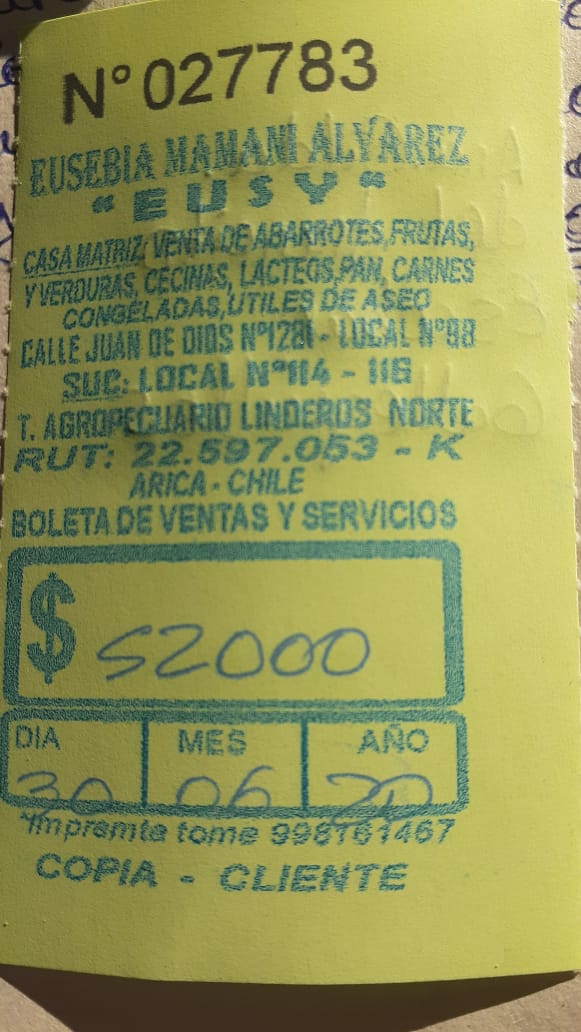 N° 027783
EUSEBIA MAMANI ALVAREZ
"EUSY"
CASA MATRIZ: VENTA DE ABARROTES, FRUTAS,
Y VERDURAS, CECINAS, LACTEOS, PAN, CARNES
CONGELADAS, UTILES DE ASEO
CALLE JUAN DE DIOS N°1281 - LOCAL N°98
SUC: LOCAL N°114 - 116
T. AGROPECUARIO LINDEROS NORTE
RUT: 22.597.053 - K
ARICA - CHILE
BOLETA DE VENTAS Y SERVICIOS
$ 52000
DIA MES AÑO
30 06 20
*Impremta tome 998161467
COPIA - CLIENTE